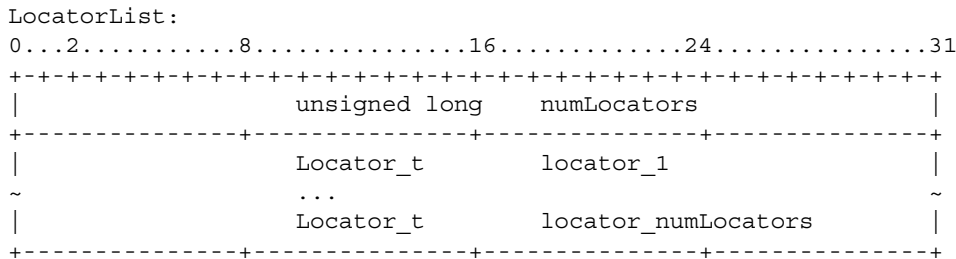 LocatorList:
0...2...........8...............16.............24...............31
+-+-+-+-+-+-+-+-+-+-+-+-+-+-+-+-+-+-+-+-+-+-+-+-+-+-+-+-+-+-+-+-+
|                   unsigned long    numLocators                |
+---------------+---------------+---------------+---------------+
|                   Locator_t        locator_1                  |
~                   ...                                         ~
|                   Locator_t        locator_numLocators        |
+---------------+---------------+---------------+---------------+